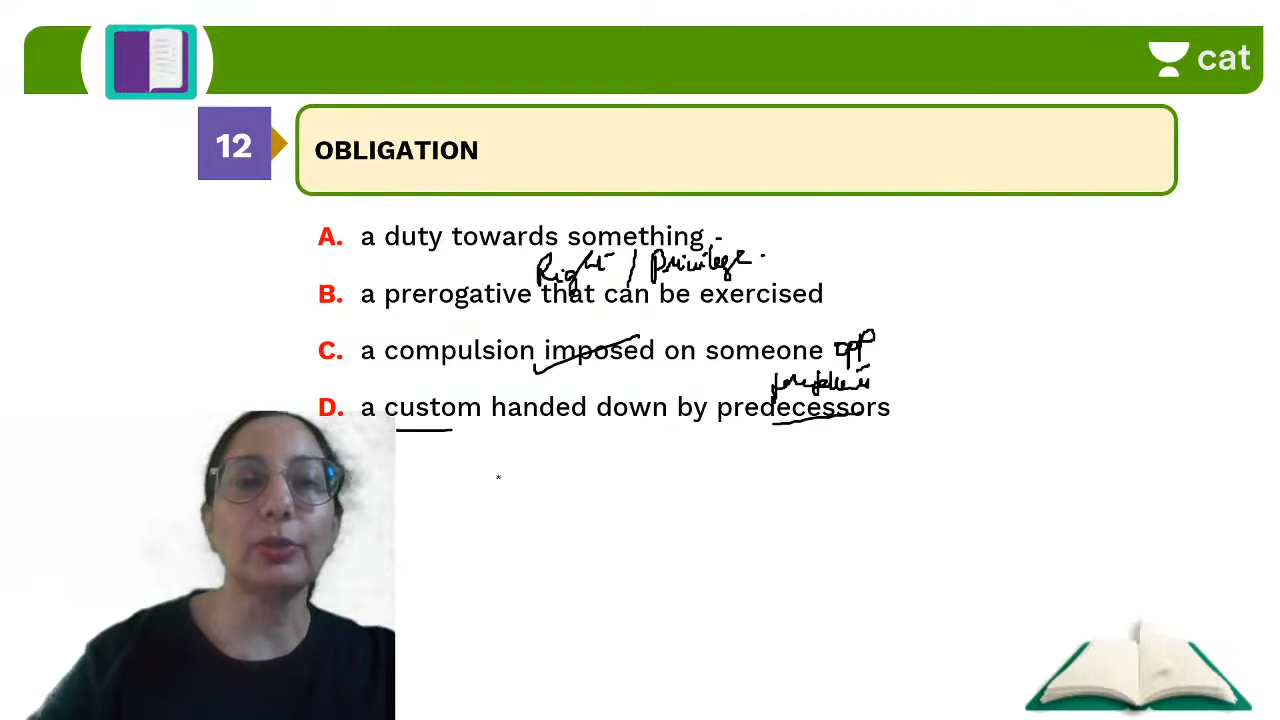 cat
12
OBLIGATION
A. a duty towards something
Right / Privilege
B. a prerogative that can be exercised
C. a compulsion imposed on someone opp
D. a custom handed down by predecessors